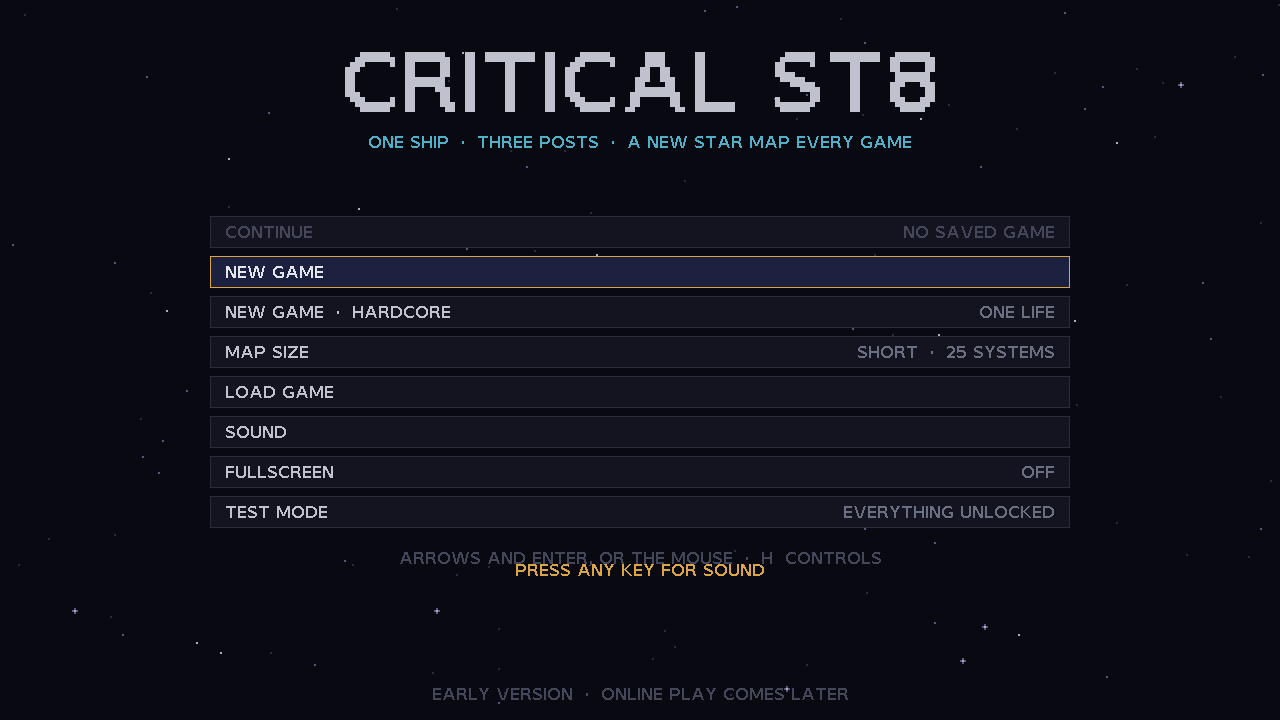 CRITICAL ST8
ONE SHIP · THREE POSTS · A NEW STAR MAP EVERY GAME
CONTINUE NO SAVED GAME
NEW GAME
NEW GAME · HARDCORE ONE LIFE
MAP SIZE SHORT · 25 SYSTEMS
LOAD GAME
SOUND
FULLSCREEN OFF
TEST MODE EVERYTHING UNLOCKED
ARROWS AND ENTER, OR THE MOUSE · H CONTROLS
PRESS ANY KEY FOR SOUND
EARLY VERSION · ONLINE PLAY COMES LATER